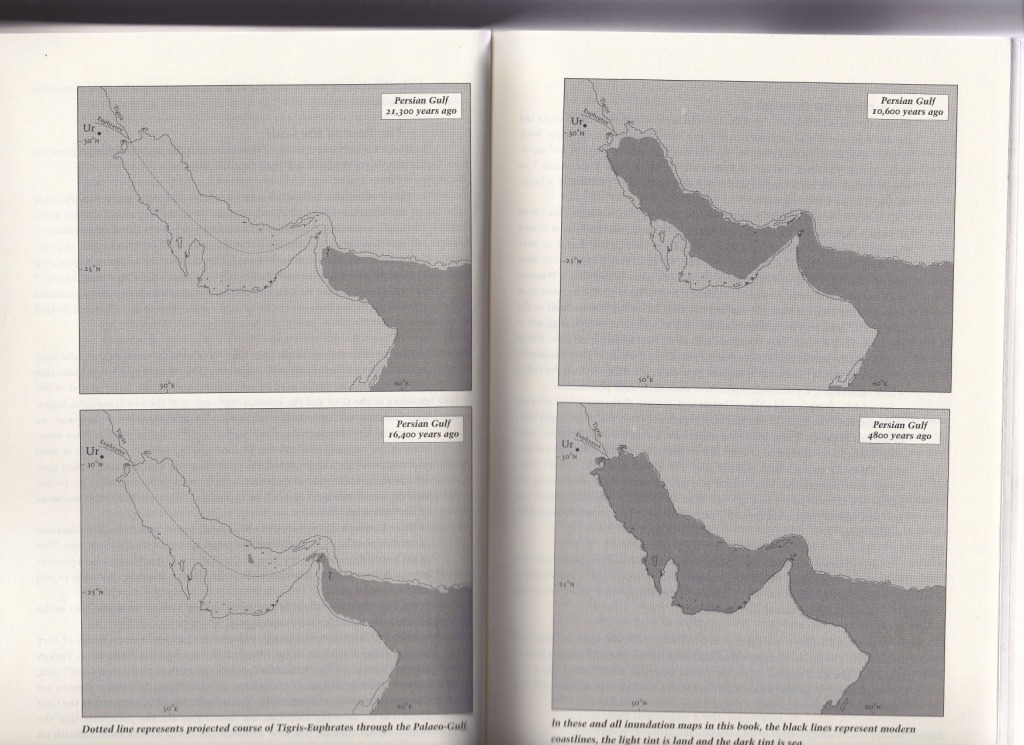 Persian Gulf
21,300 years ago
Tigris
Euphrates
Ur
30°N
25°N
50°E
60°E
Persian Gulf
16,400 years ago
Tigris
Euphrates
Ur
30°N
25°N
50°E
60°E
Dotted line represents projected course of Tigris-Euphrates through the Palaeo-Gulf.
Persian Gulf
10,600 years ago
Tigris
Euphrates
Ur
30°N
25°N
50°E
60°E
Persian Gulf
4800 years ago
Tigris
Euphrates
Ur
30°N
25°N
50°N
60°N
In these and all inundation maps in this book, the black lines represent modern
coastlines, the light tint is land and the dark tint is sea.